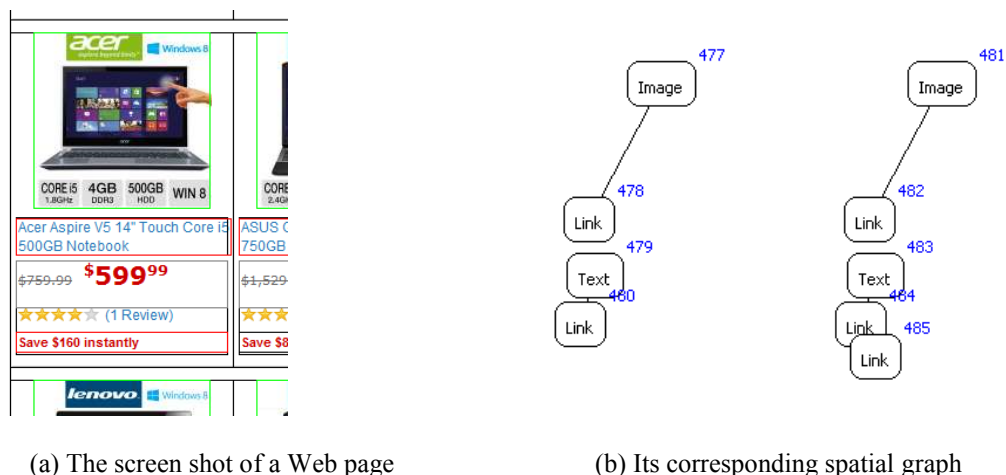 acer
Windows 8
CORE i5 4GB 500GB WIN 8
1.8GHz DDR3 HDD
CORE
2.4G
Acer Aspire V5 14" Touch Core i5
500GB Notebook
ASUS
750GB
$759.99 $599.99
$1,529
(1 Review)
Save $160 instantly
Save $8
lenovo Windows 8
477
Image
478
Link
479
Text
480
Link
481
Image
482
Link
483
Text
484
Link
485
Link
(a) The screen shot of a Web page
(b) Its corresponding spatial graph